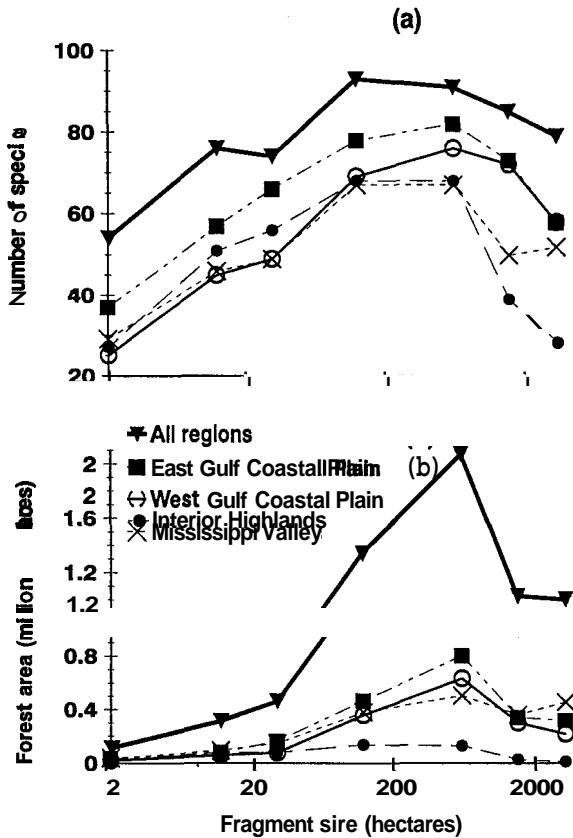 (a)
100
80
60
40
20
Number of specie
All regions
East Gulf Coastal Plain
West Gulf Coastal Plain
Interior Highlands
Mississippi Valley
(b)
2
2
1.6
1.2
1.2
0.8
0.4
0
Forest area (million
2
20
200
2000
Fragment sire (hectares)